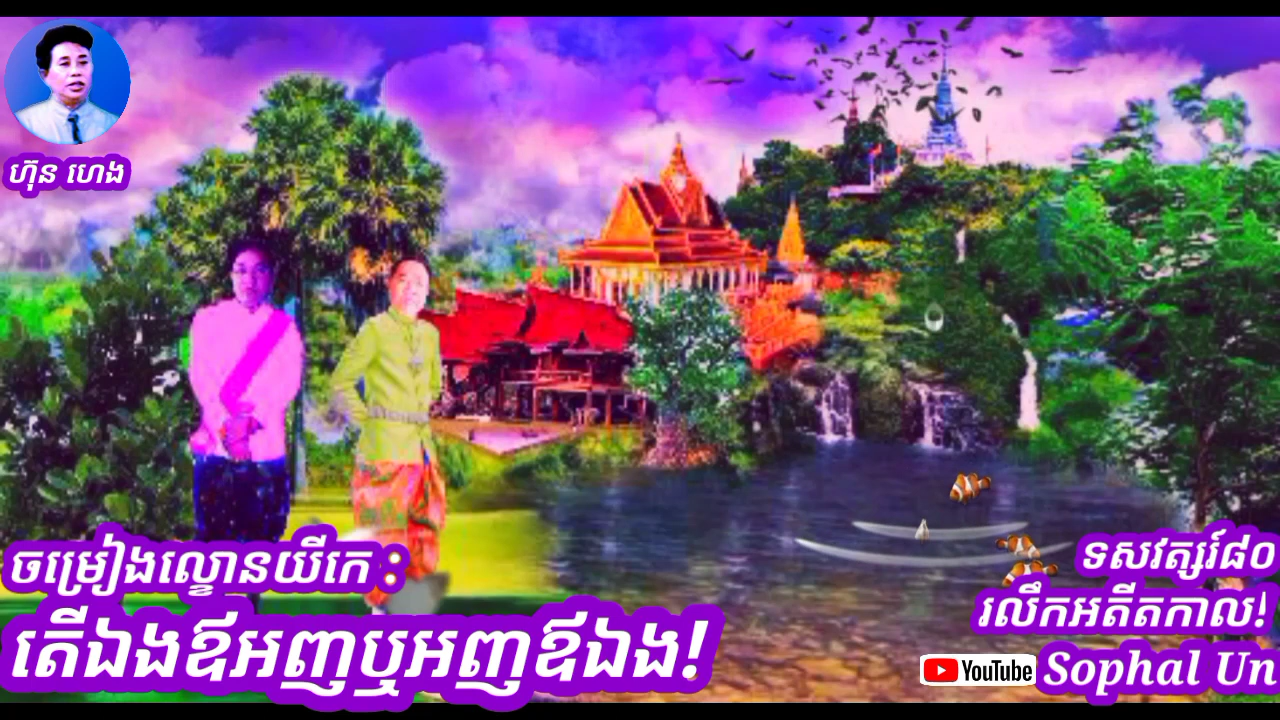 ហ៊ុន ហេង
ចម្រៀងល្ខោនយីកេ :
តើឯងឪអញឬអញឪឯង!
ទសវត្សរ៍៨០
រលឹកអតីតកាល!
YouTube Sophal Un